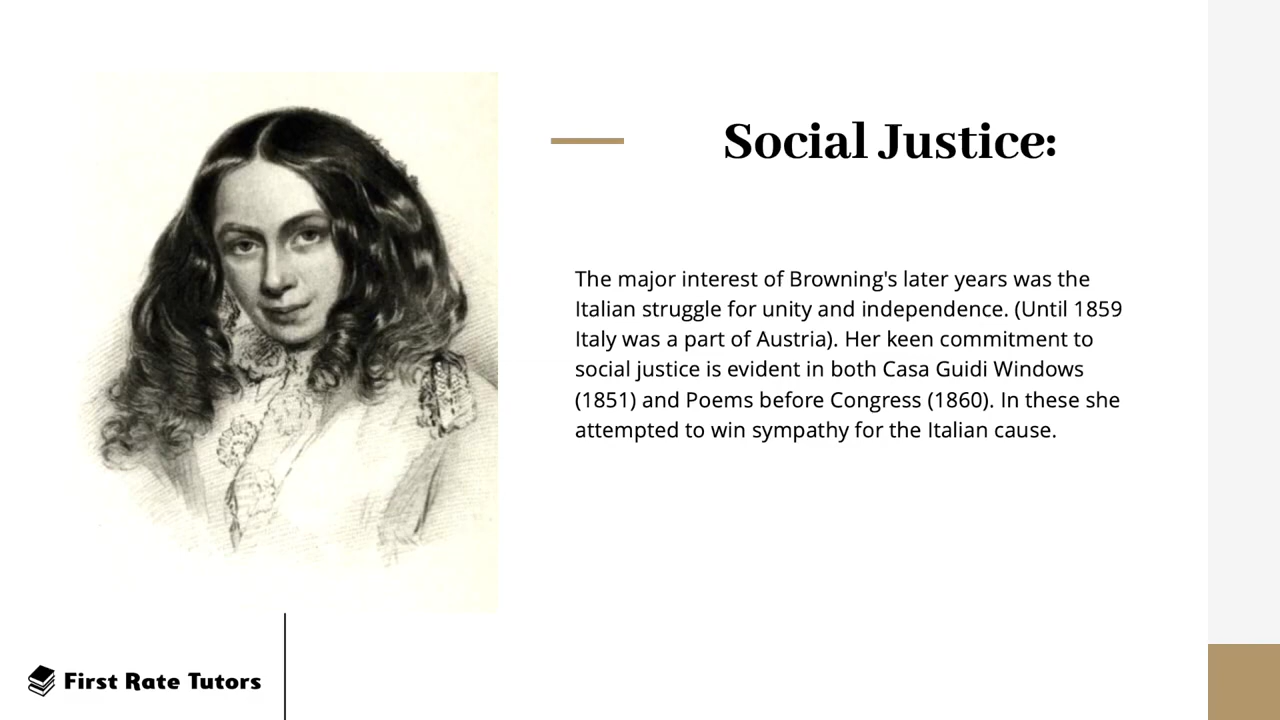 Social Justice:
The major interest of Browning's later years was the
Italian struggle for unity and independence. (Until 1859
Italy was a part of Austria). Her keen commitment to
social justice is evident in both Casa Guidi Windows
(1851) and Poems before Congress (1860). In these she
attempted to win sympathy for the Italian cause.
First Rate Tutors